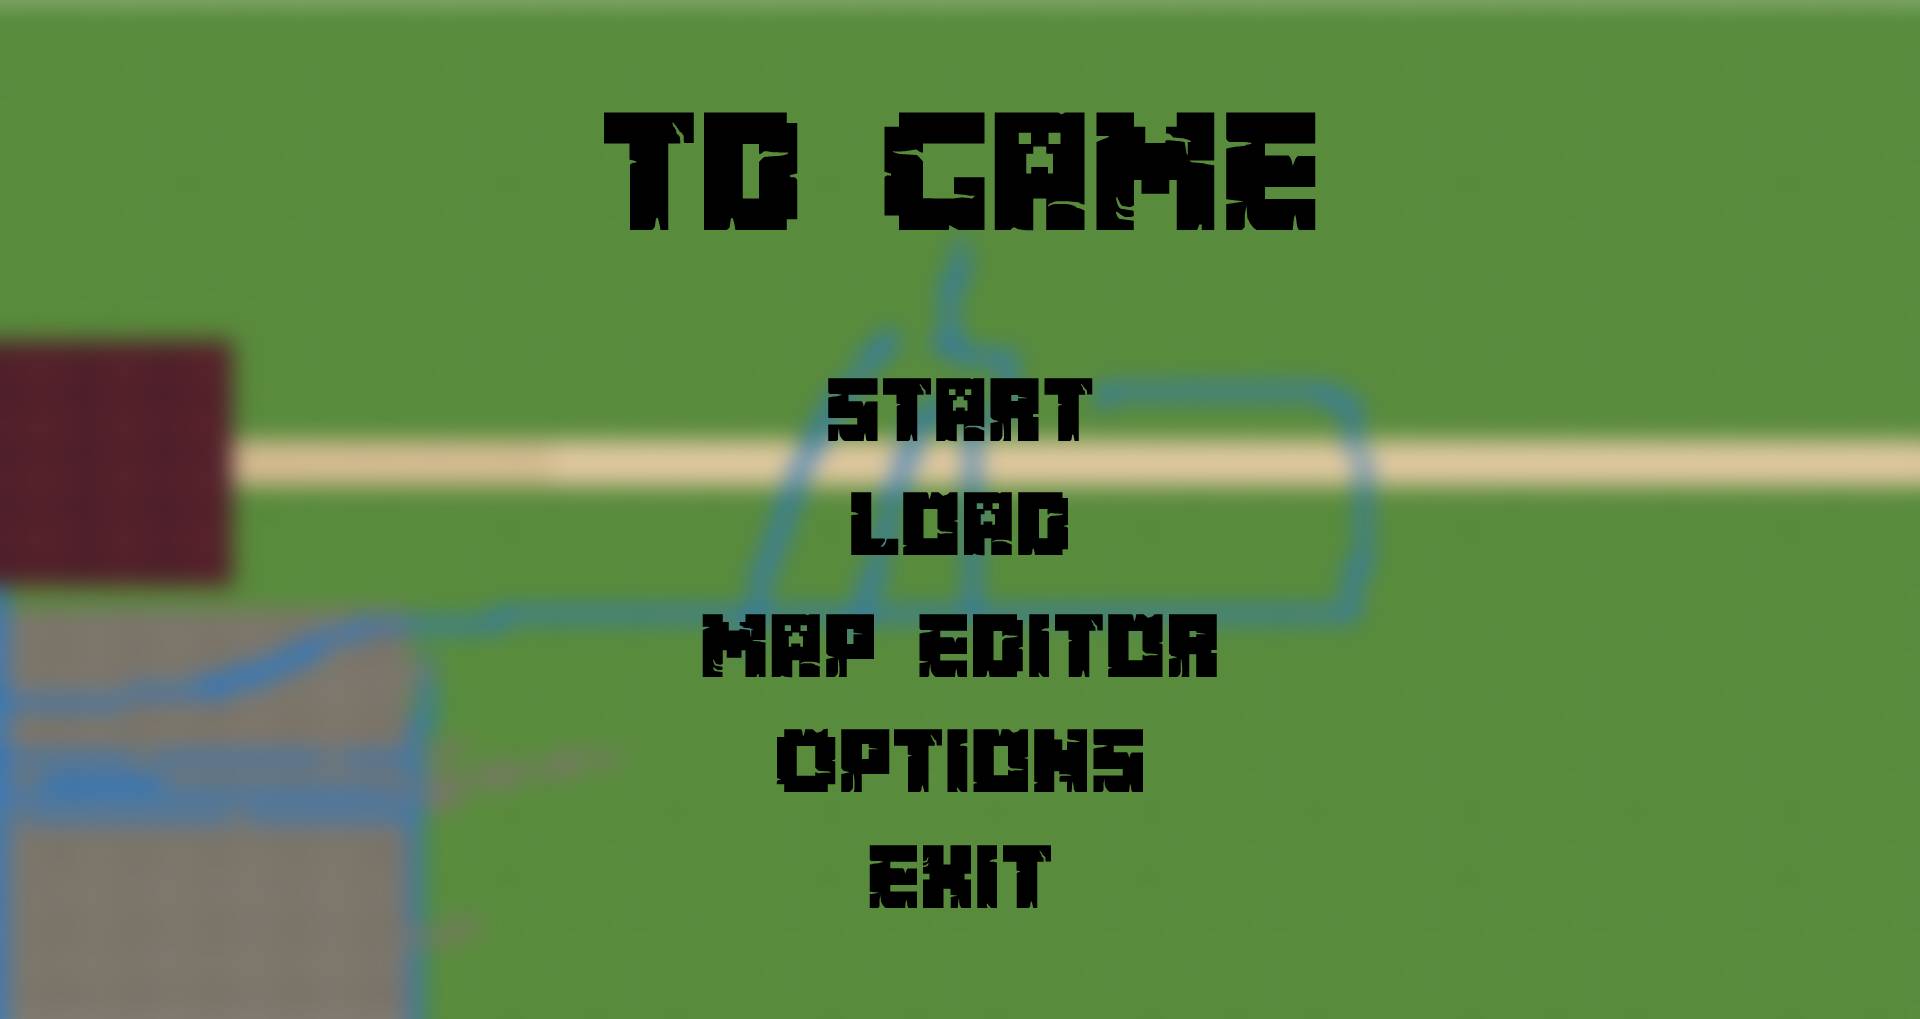 TD GAME
START
LOAD
MAP EDITOR
OPTIONS
EXIT